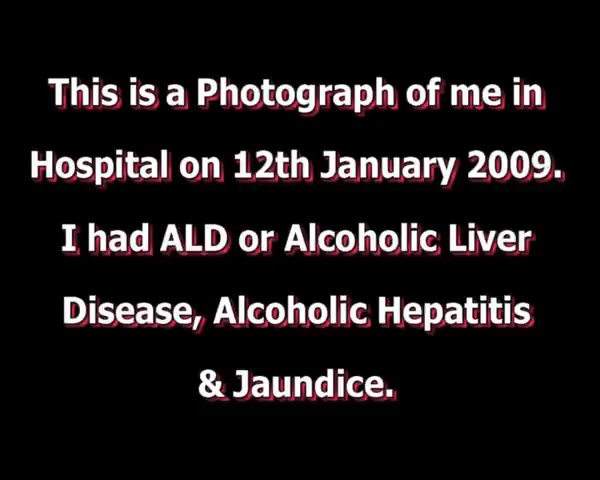 This is a Photograph of me in
Hospital on 12th January 2009.
I had ALD or Alcoholic Liver
Disease, Alcoholic Hepatitis
& Jaundice.